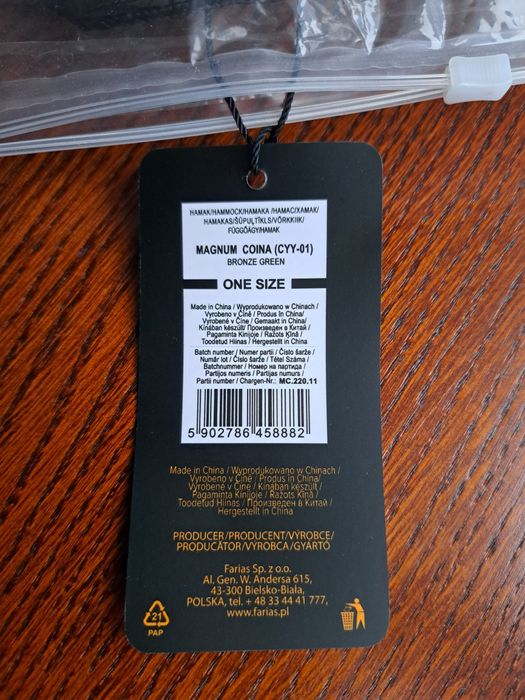 HAMAK/HAMMOCK/HAMAKA /HAMAC/XAMAK/
HAMAKAS/ŠŪPUĻTĪKLS/VÕRKKIIK/
FÜGGŐÁGY/HAMAK
MAGNUM COINA (CYY-01)
BRONZE GREEN
ONE SIZE
Made in China / Wyprodukowano w Chinach /
Vyrobeno v Číne / Produs în China/
Vyrobené v Číne / Gemaakt in China/
Kínában készült/ Произведен в Китай /
Pagaminta Kinijoje / Ražots Ķīnā /
Toodetud Hiinas / Hergestellt in China
Batch number / Numer partii / Číslo šarže /
Număr lot / Číslo šarže / Tétel Száma /
Batchnummer / Номер на партида /
Partijos numeris / Partijas numurs /
Partii number / Chargen-Nr.: MC.220.11
5 902786 458882
Made in China / Wyprodukowano w Chinach /
Vyrobeno v Číne / Produs in China /
Vyrobené v Číne / Kínában készült /
Pagaminta Kinijoje / Ražots Ķīnā /
Toodetud Hiinas / Произведен в Китай /
Hergestellt in China
PRODUCER/PRODUCENT/VÝROBCE/
PRODUCĂTOR/VÝROBCA/GYÁRTÓ
Farias Sp. z o.o.
Al. Gen. W. Andersa 615,
43-300 Bielsko-Biała,
POLSKA, tel. + 48 33 44 41 777,
www.farias.pl
21
PAP